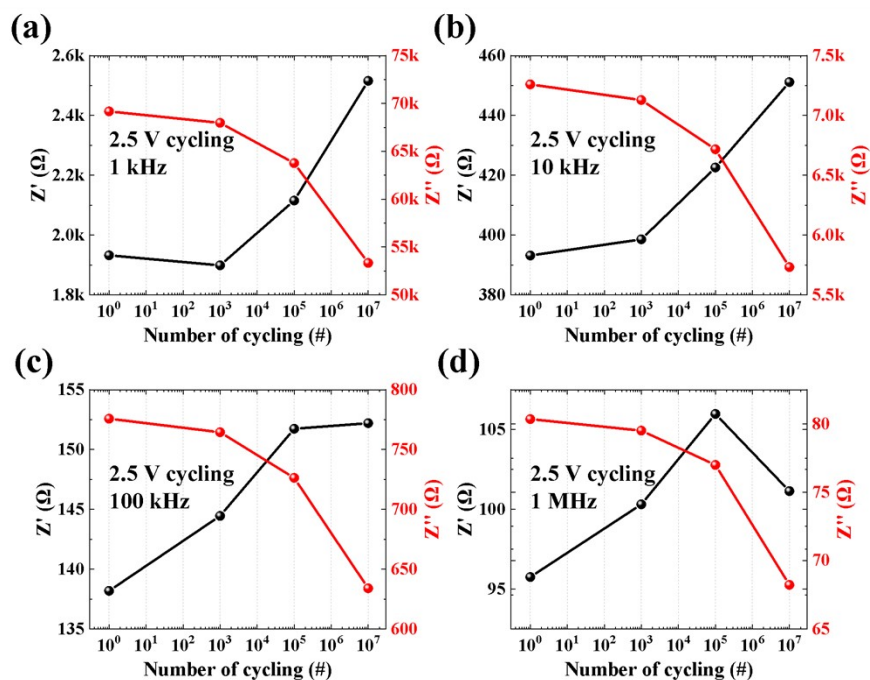 (a)
2.6k
2.4k
2.2k
2.0k
1.8k
Z' (Ω)
2.5 V cycling
1 kHz
75k
70k
65k
60k
55k
50k
Z'' (Ω)
10⁰ 10¹ 10² 10³ 10⁴ 10⁵ 10⁶ 10⁷
Number of cycling (#)
(b)
460
440
420
400
380
Z' (Ω)
2.5 V cycling
10 kHz
7.5k
7.0k
6.5k
6.0k
5.5k
Z'' (Ω)
10⁰ 10¹ 10² 10³ 10⁴ 10⁵ 10⁶ 10⁷
Number of cycling (#)
(c)
155
150
145
140
135
Z' (Ω)
2.5 V cycling
100 kHz
800
750
700
650
600
Z'' (Ω)
10⁰ 10¹ 10² 10³ 10⁴ 10⁵ 10⁶ 10⁷
Number of cycling (#)
(d)
105
100
95
Z' (Ω)
2.5 V cycling
1 MHz
80
75
70
65
Z'' (Ω)
10⁰ 10¹ 10² 10³ 10⁴ 10⁵ 10⁶ 10⁷
Number of cycling (#)